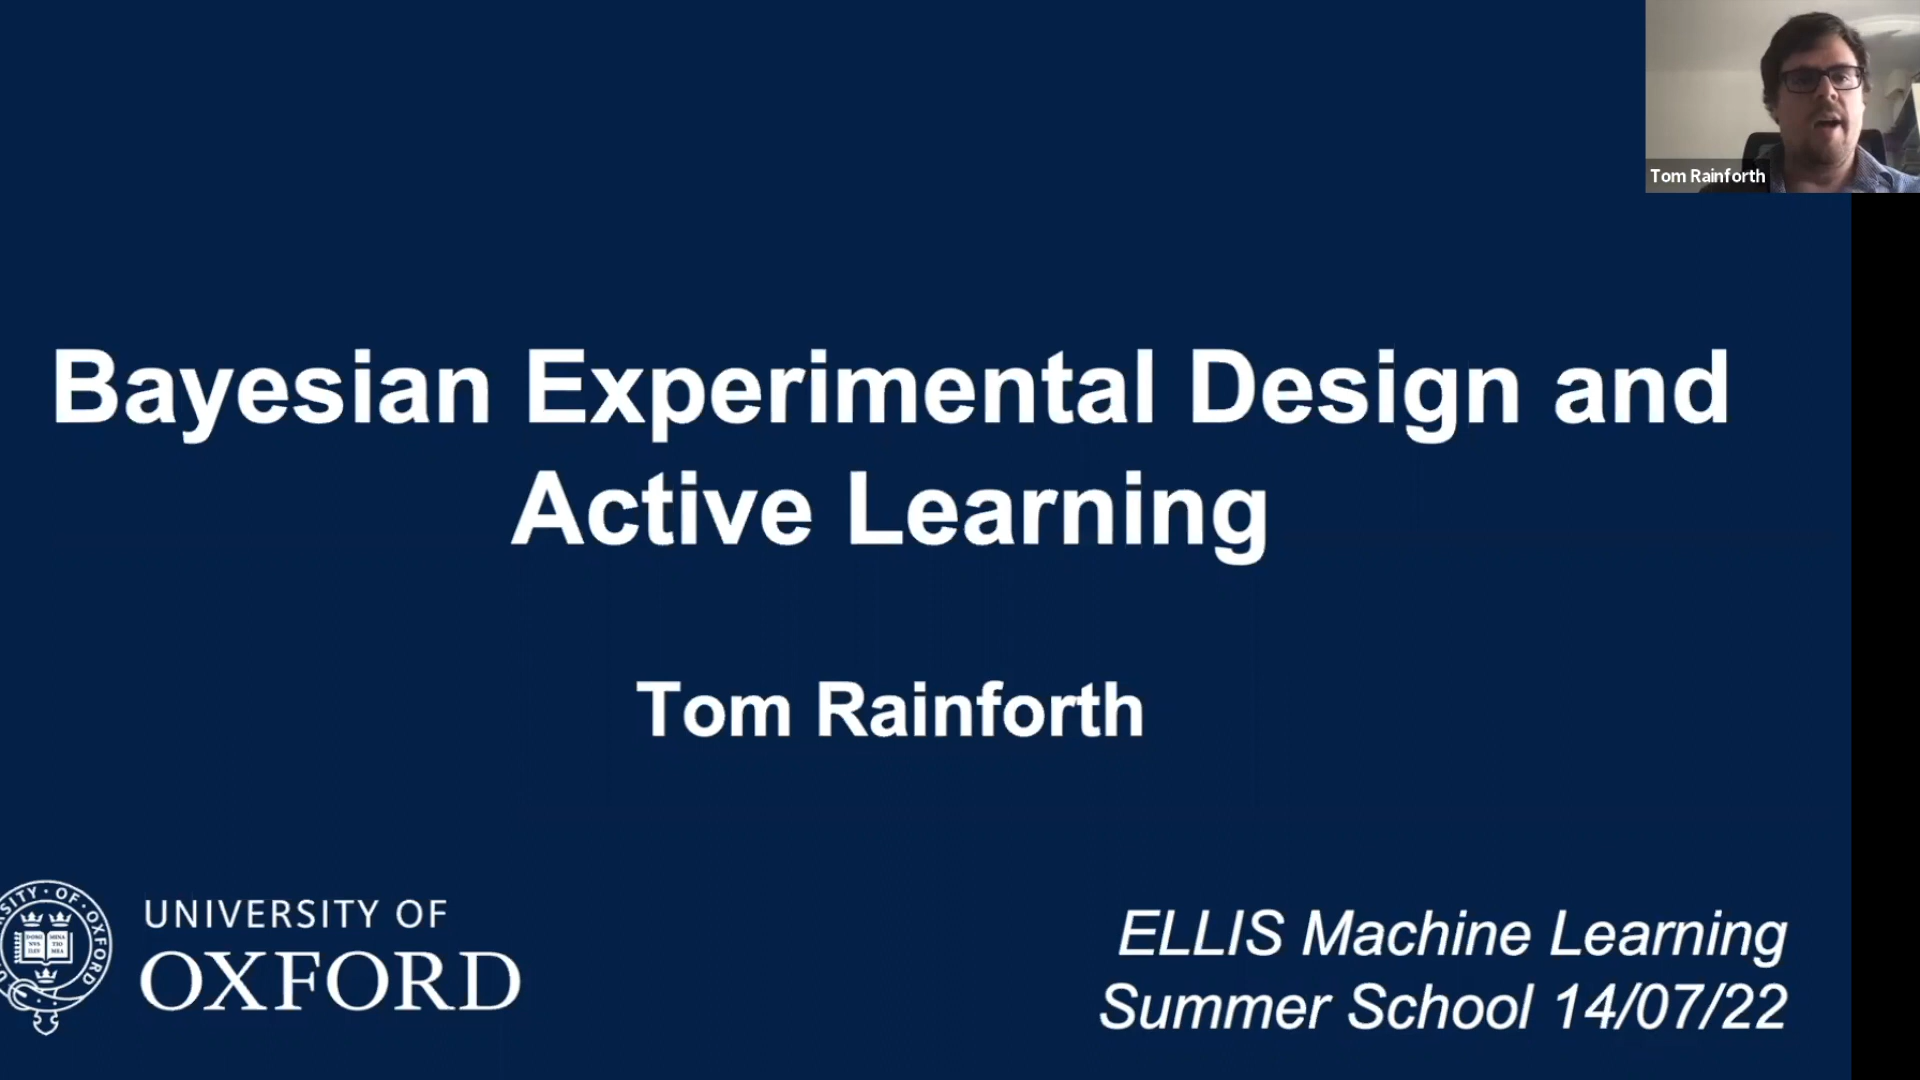 Tom Rainforth
Bayesian Experimental Design and
Active Learning
Tom Rainforth
UNIVERSITY OF
OXFORD
ELLIS Machine Learning
Summer School 14/07/22